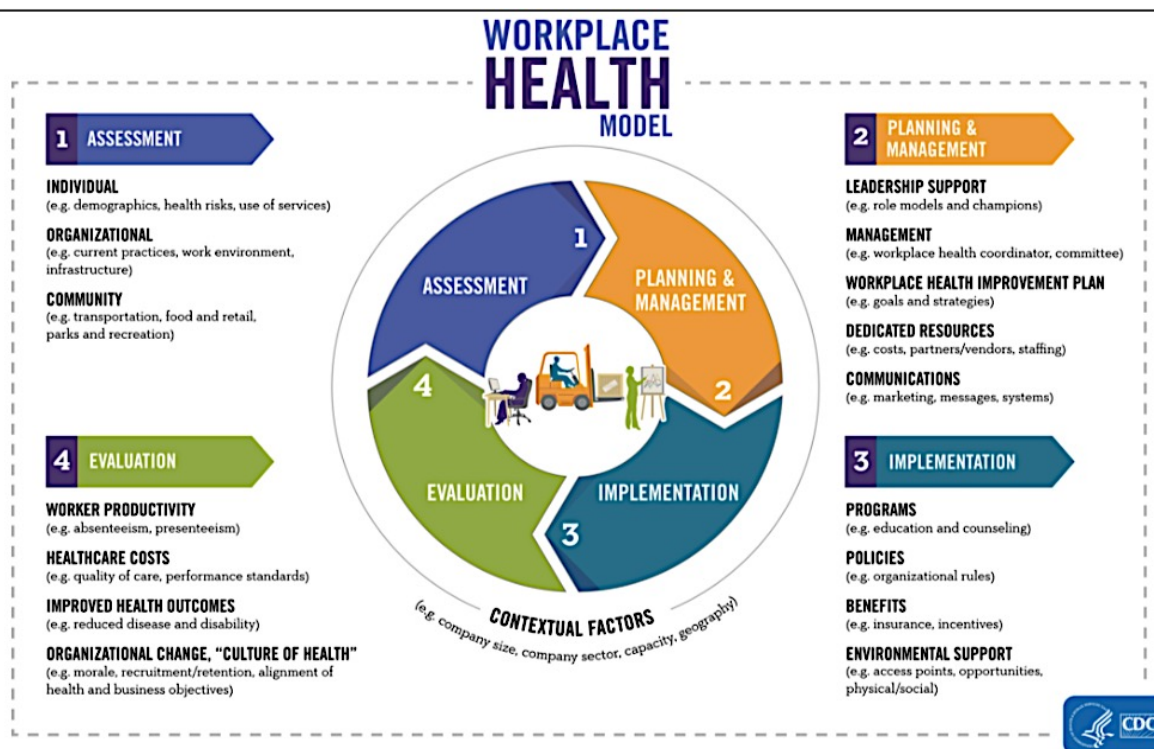 WORKPLACE
HEALTH
MODEL
1 ASSESSMENT
INDIVIDUAL
(e.g. demographics, health risks, use of services)
ORGANIZATIONAL
(e.g. current practices, work environment,
infrastructure)
COMMUNITY
(e.g. transportation, food and retail,
parks and recreation)
2 PLANNING &
MANAGEMENT
LEADERSHIP SUPPORT
(e.g. role models and champions)
MANAGEMENT
(e.g. workplace health coordinator, committee)
WORKPLACE HEALTH IMPROVEMENT PLAN
(e.g. goals and strategies)
DEDICATED RESOURCES
(e.g. costs, partners/vendors, staffing)
COMMUNICATIONS
(e.g. marketing, messages, systems)
1
ASSESSMENT
PLANNING &
MANAGEMENT
2
4
EVALUATION
IMPLEMENTATION
3
CONTEXTUAL FACTORS
(e.g. company size, company sector, capacity, geography)
4 EVALUATION
WORKER PRODUCTIVITY
(e.g. absenteeism, presenteeism)
HEALTHCARE COSTS
(e.g. quality of care, performance standards)
IMPROVED HEALTH OUTCOMES
(e.g. reduced disease and disability)
ORGANIZATIONAL CHANGE, “CULTURE OF HEALTH”
(e.g. morale, recruitment/retention, alignment of
health and business objectives)
3 IMPLEMENTATION
PROGRAMS
(e.g. education and counseling)
POLICIES
(e.g. organizational rules)
BENEFITS
(e.g. insurance, incentives)
ENVIRONMENTAL SUPPORT
(e.g. access points, opportunities,
physical/social)
CDC